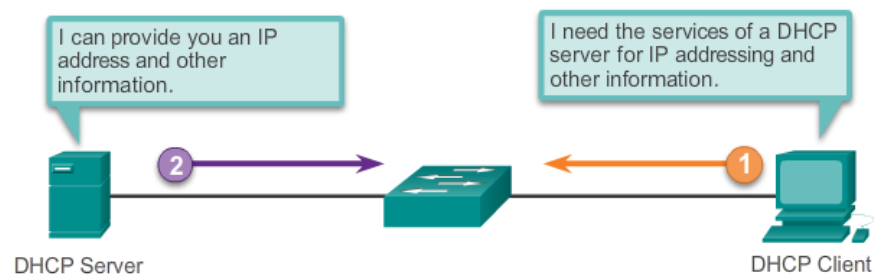 I can provide you an IP
address and other
information.
I need the services of a DHCP
server for IP addressing and
other information.
2
1
DHCP Server
DHCP Client